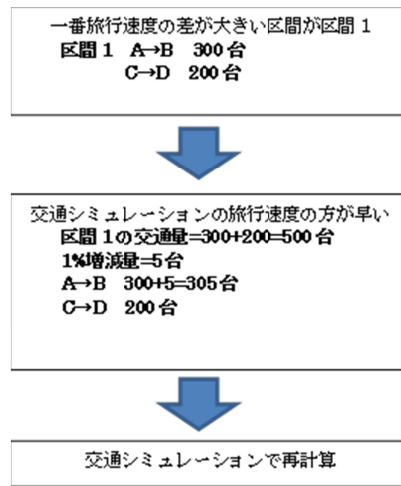 一番旅行速度の差が大きい区間が区間1
区間1 A→B 300台
C→D 200台
交通シミュレーションの旅行速度の方が早い
区間1の交通量=300+200=500台
1%増減量=5台
A→B 300+5=305台
C→D 200台
交通シミュレーションで再計算